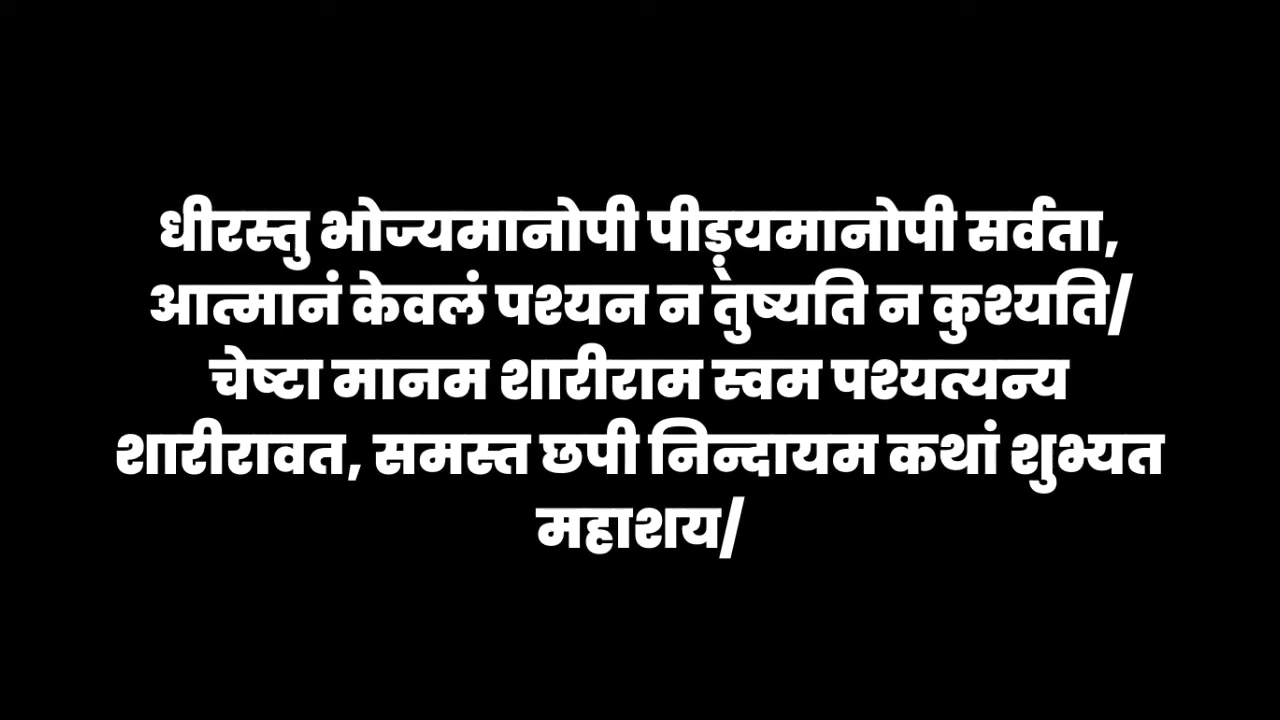 धीरस्तु भोज्यमानोपी पीड़्यमानोपी सर्वता,
आत्मानं केवलं पश्यन न तुष्यति न कुश्यति/
चेष्टा मानम शारीराम स्वम पश्यत्यन्य
शारीरावत, समस्त छपी निन्दायम कथां शुभ्यत
महाशय/